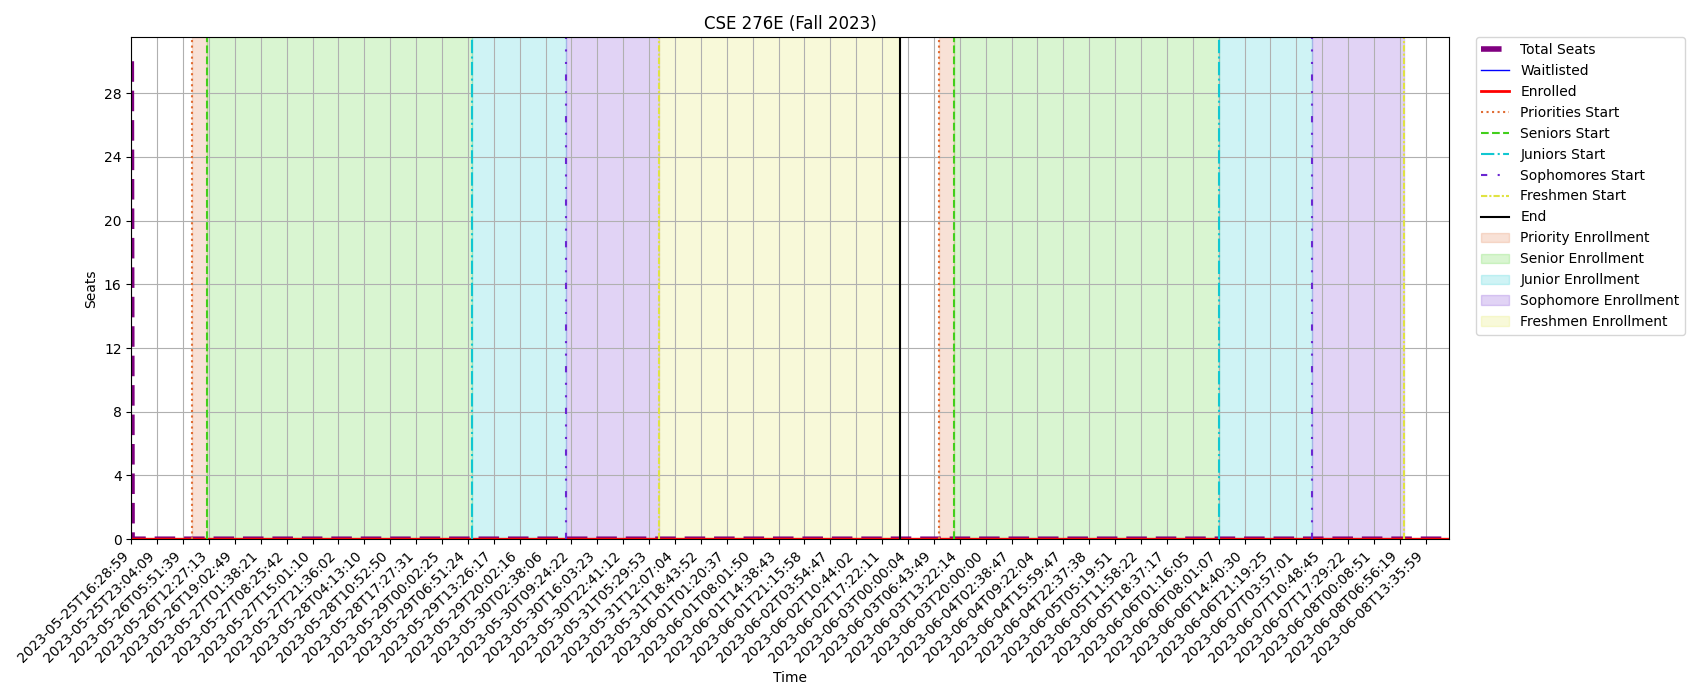 CSE 276E (Fall 2023)
Seats
28
24
20
16
12
8
4
0
2023-05-25T16:28:59
2023-05-25T23:04:09
2023-05-26T05:51:39
2023-05-26T12:27:13
2023-05-26T19:02:49
2023-05-27T01:38:21
2023-05-27T08:25:42
2023-05-27T15:01:10
2023-05-27T21:36:02
2023-05-28T04:13:10
2023-05-28T10:52:50
2023-05-28T17:27:31
2023-05-29T00:02:25
2023-05-29T06:51:24
2023-05-29T13:26:17
2023-05-29T20:02:16
2023-05-30T02:38:06
2023-05-30T09:24:22
2023-05-30T16:03:23
2023-05-30T22:41:12
2023-05-31T05:29:53
2023-05-31T12:07:04
2023-05-31T18:43:52
2023-06-01T01:20:37
2023-06-01T08:01:50
2023-06-01T14:38:43
2023-06-01T21:15:58
2023-06-02T03:54:47
2023-06-02T10:44:02
2023-06-02T17:22:11
2023-06-03T00:00:04
2023-06-03T06:43:49
2023-06-03T13:22:14
2023-06-03T20:00:00
2023-06-04T02:38:47
2023-06-04T09:22:04
2023-06-04T15:59:47
2023-06-04T22:37:38
2023-06-05T05:19:51
2023-06-05T11:58:22
2023-06-05T18:37:17
2023-06-06T01:16:05
2023-06-06T08:01:07
2023-06-06T14:40:30
2023-06-06T21:19:25
2023-06-07T03:57:01
2023-06-07T10:48:45
2023-06-07T17:29:22
2023-06-08T00:08:51
2023-06-08T06:56:19
2023-06-08T13:35:59
Time
Total Seats
Waitlisted
Enrolled
Priorities Start
Seniors Start
Juniors Start
Sophomores Start
Freshmen Start
End
Priority Enrollment
Senior Enrollment
Junior Enrollment
Sophomore Enrollment
Freshmen Enrollment